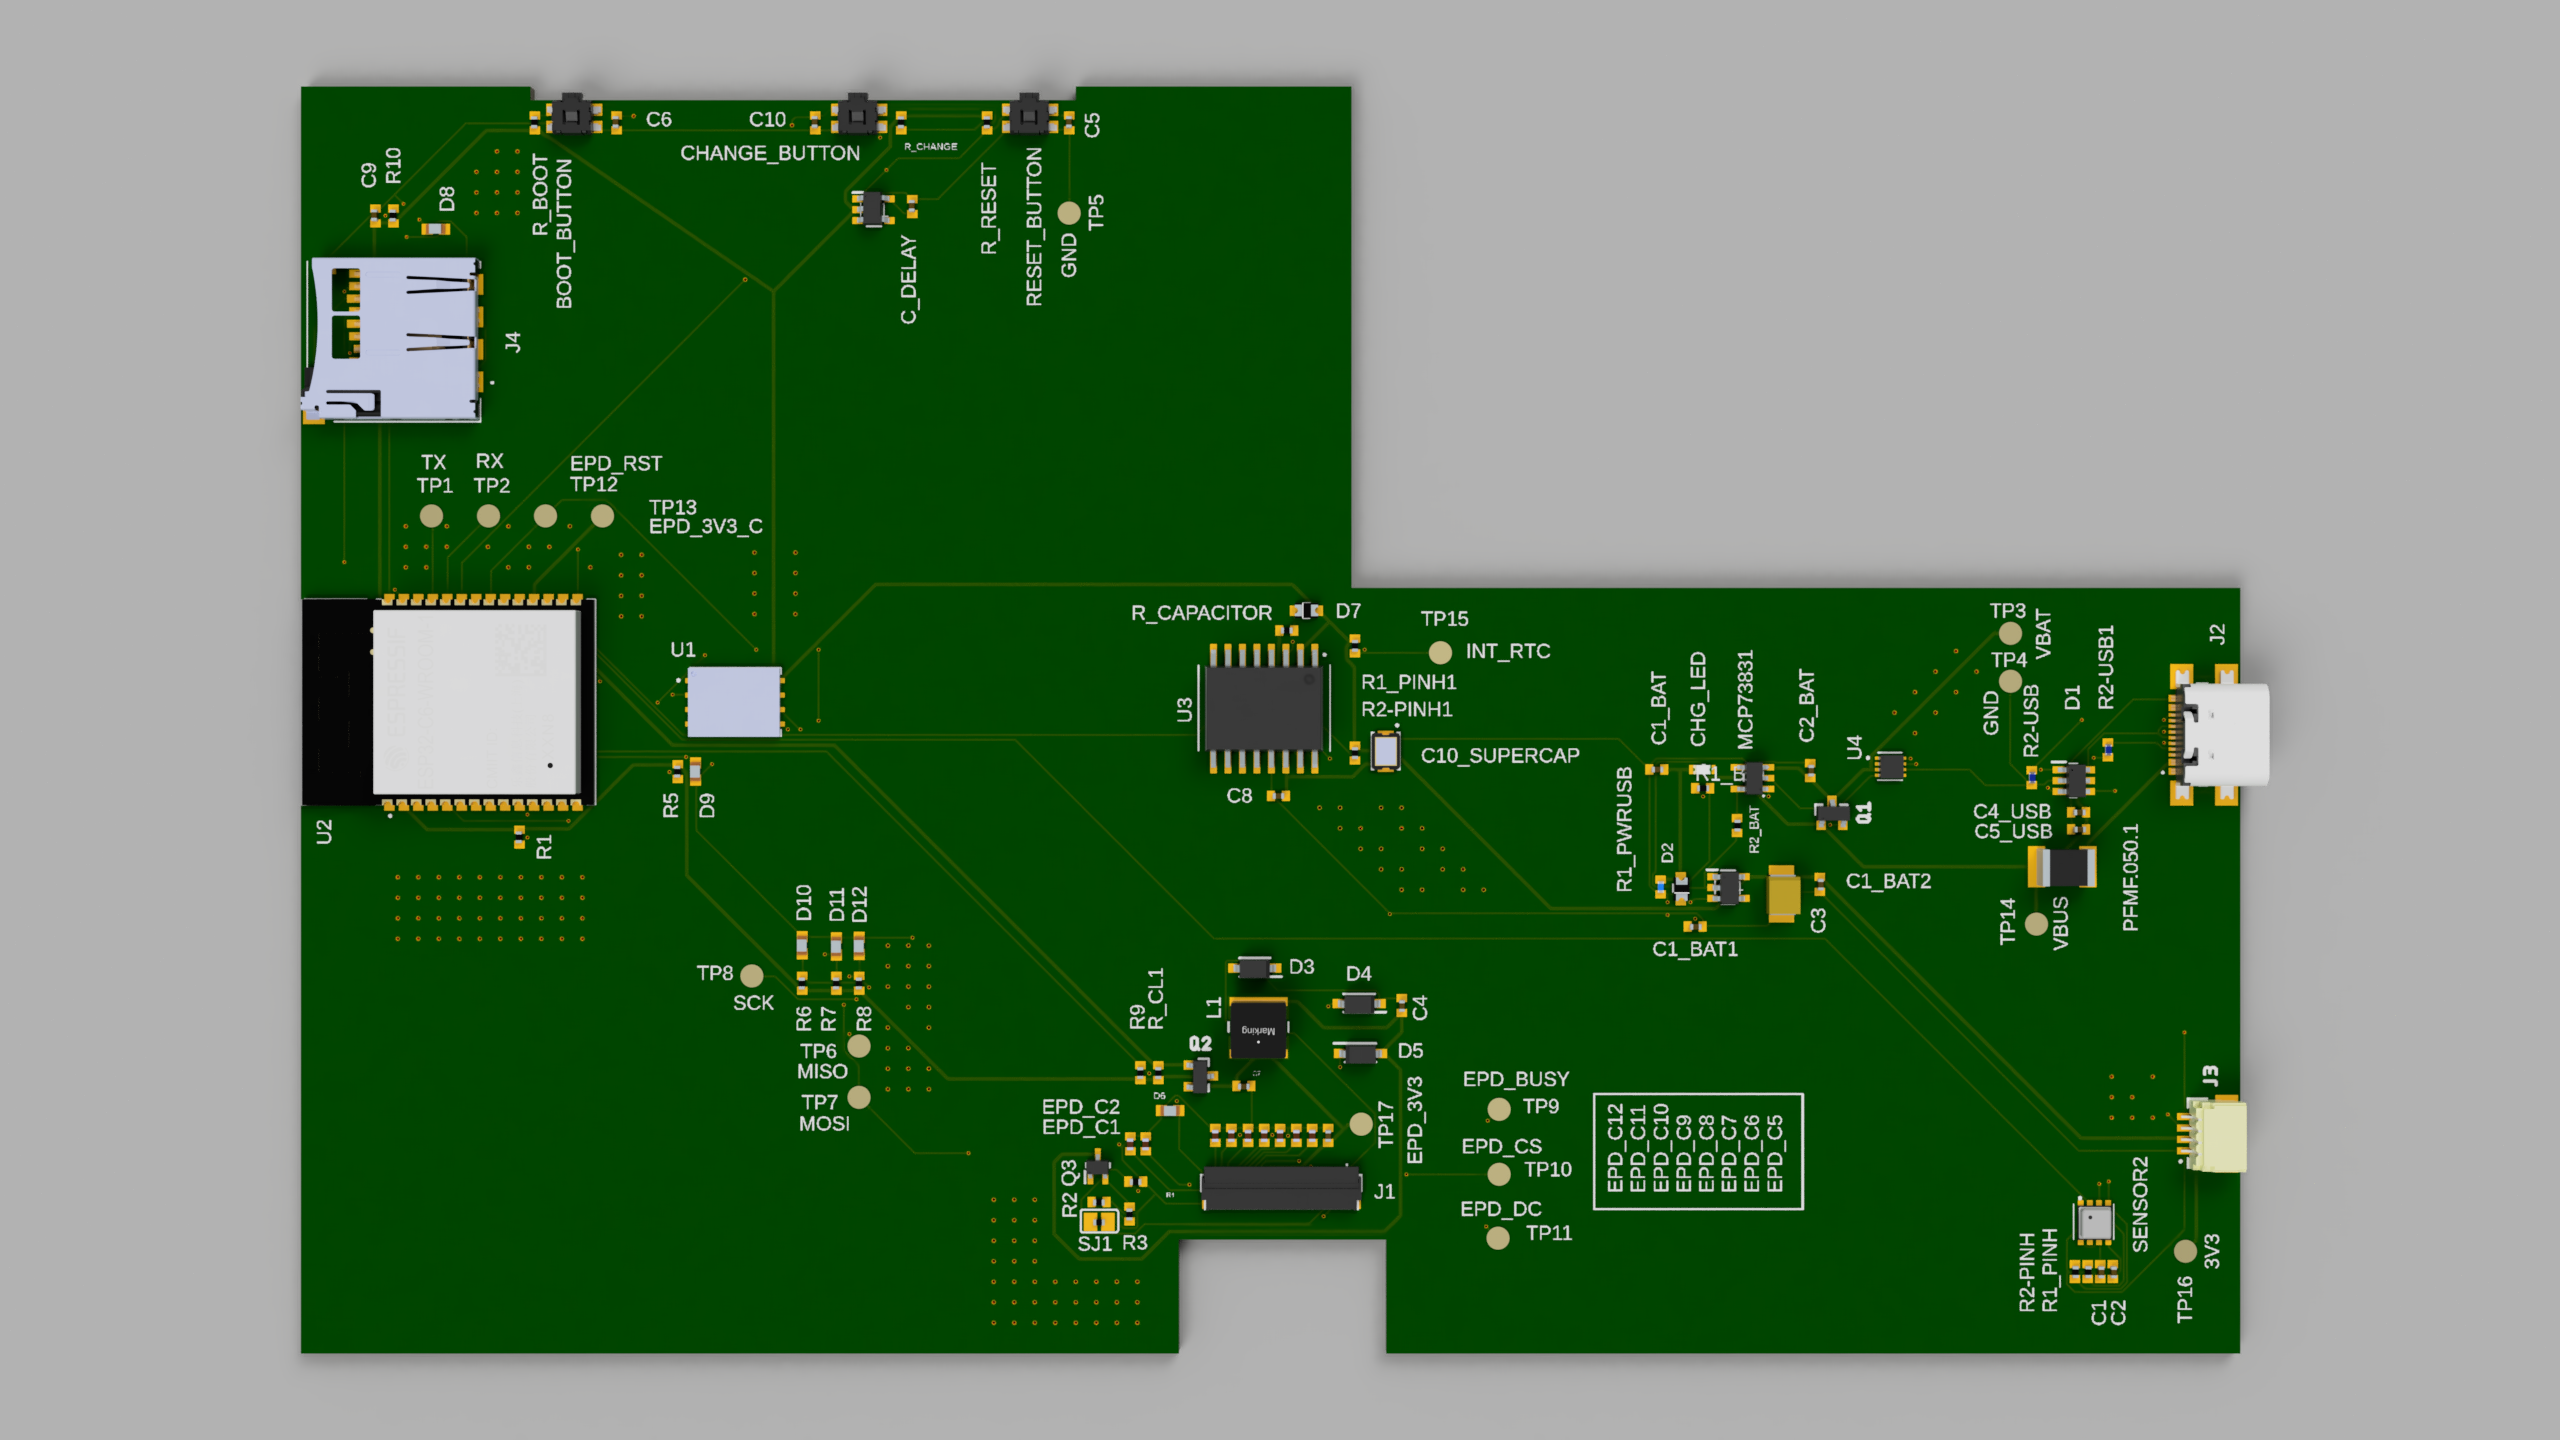 C6
C10
CHANGE_BUTTON
R_CHANGE
C5
C9
R10
D8
R_BOOT
BOOT_BUTTON
C_DELAY
R_RESET
RESET_BUTTON
GND
TP5
J4
TX
TP1
RX
TP2
EPD_RST
TP12
TP13
EPD_3V3_C
ESPRESSIF
U1
U2
R1
R5
D9
R_CAPACITOR
D7
TP15
INT_RTC
U3
R1_PINH1
R2-PINH1
C10_SUPERCAP
C8
C1_BAT
CHG_LED
MCP73831
C2_BAT
U4
R1_PWRUSB
D2
R2_BAT
Q1
C1_BAT2
C3
C1_BAT1
TP3
VBAT
TP4
GND
R2-USB
D1
R2-USB1
J2
C4_USB
C5_USB
PFMF.050.1
TP14
VBUS
D10
D11
D12
TP8
SCK
R6
R7
R8
TP6
MISO
TP7
MOSI
R9
R_CL1
L1
Marking
D3
D4
C4
D5
Q2
D6
EPD_C2
EPD_C1
Q3
R2
SJ1
R3
R1
J1
TP17
EPD_3V3
EPD_BUSY
TP9
EPD_CS
TP10
EPD_DC
TP11
EPD_C12
EPD_C11
EPD_C10
EPD_C9
EPD_C8
EPD_C7
EPD_C6
EPD_C5
J3
SENSOR2
R2-PINH
R1_PINH
C1
C2
TP16
3V3